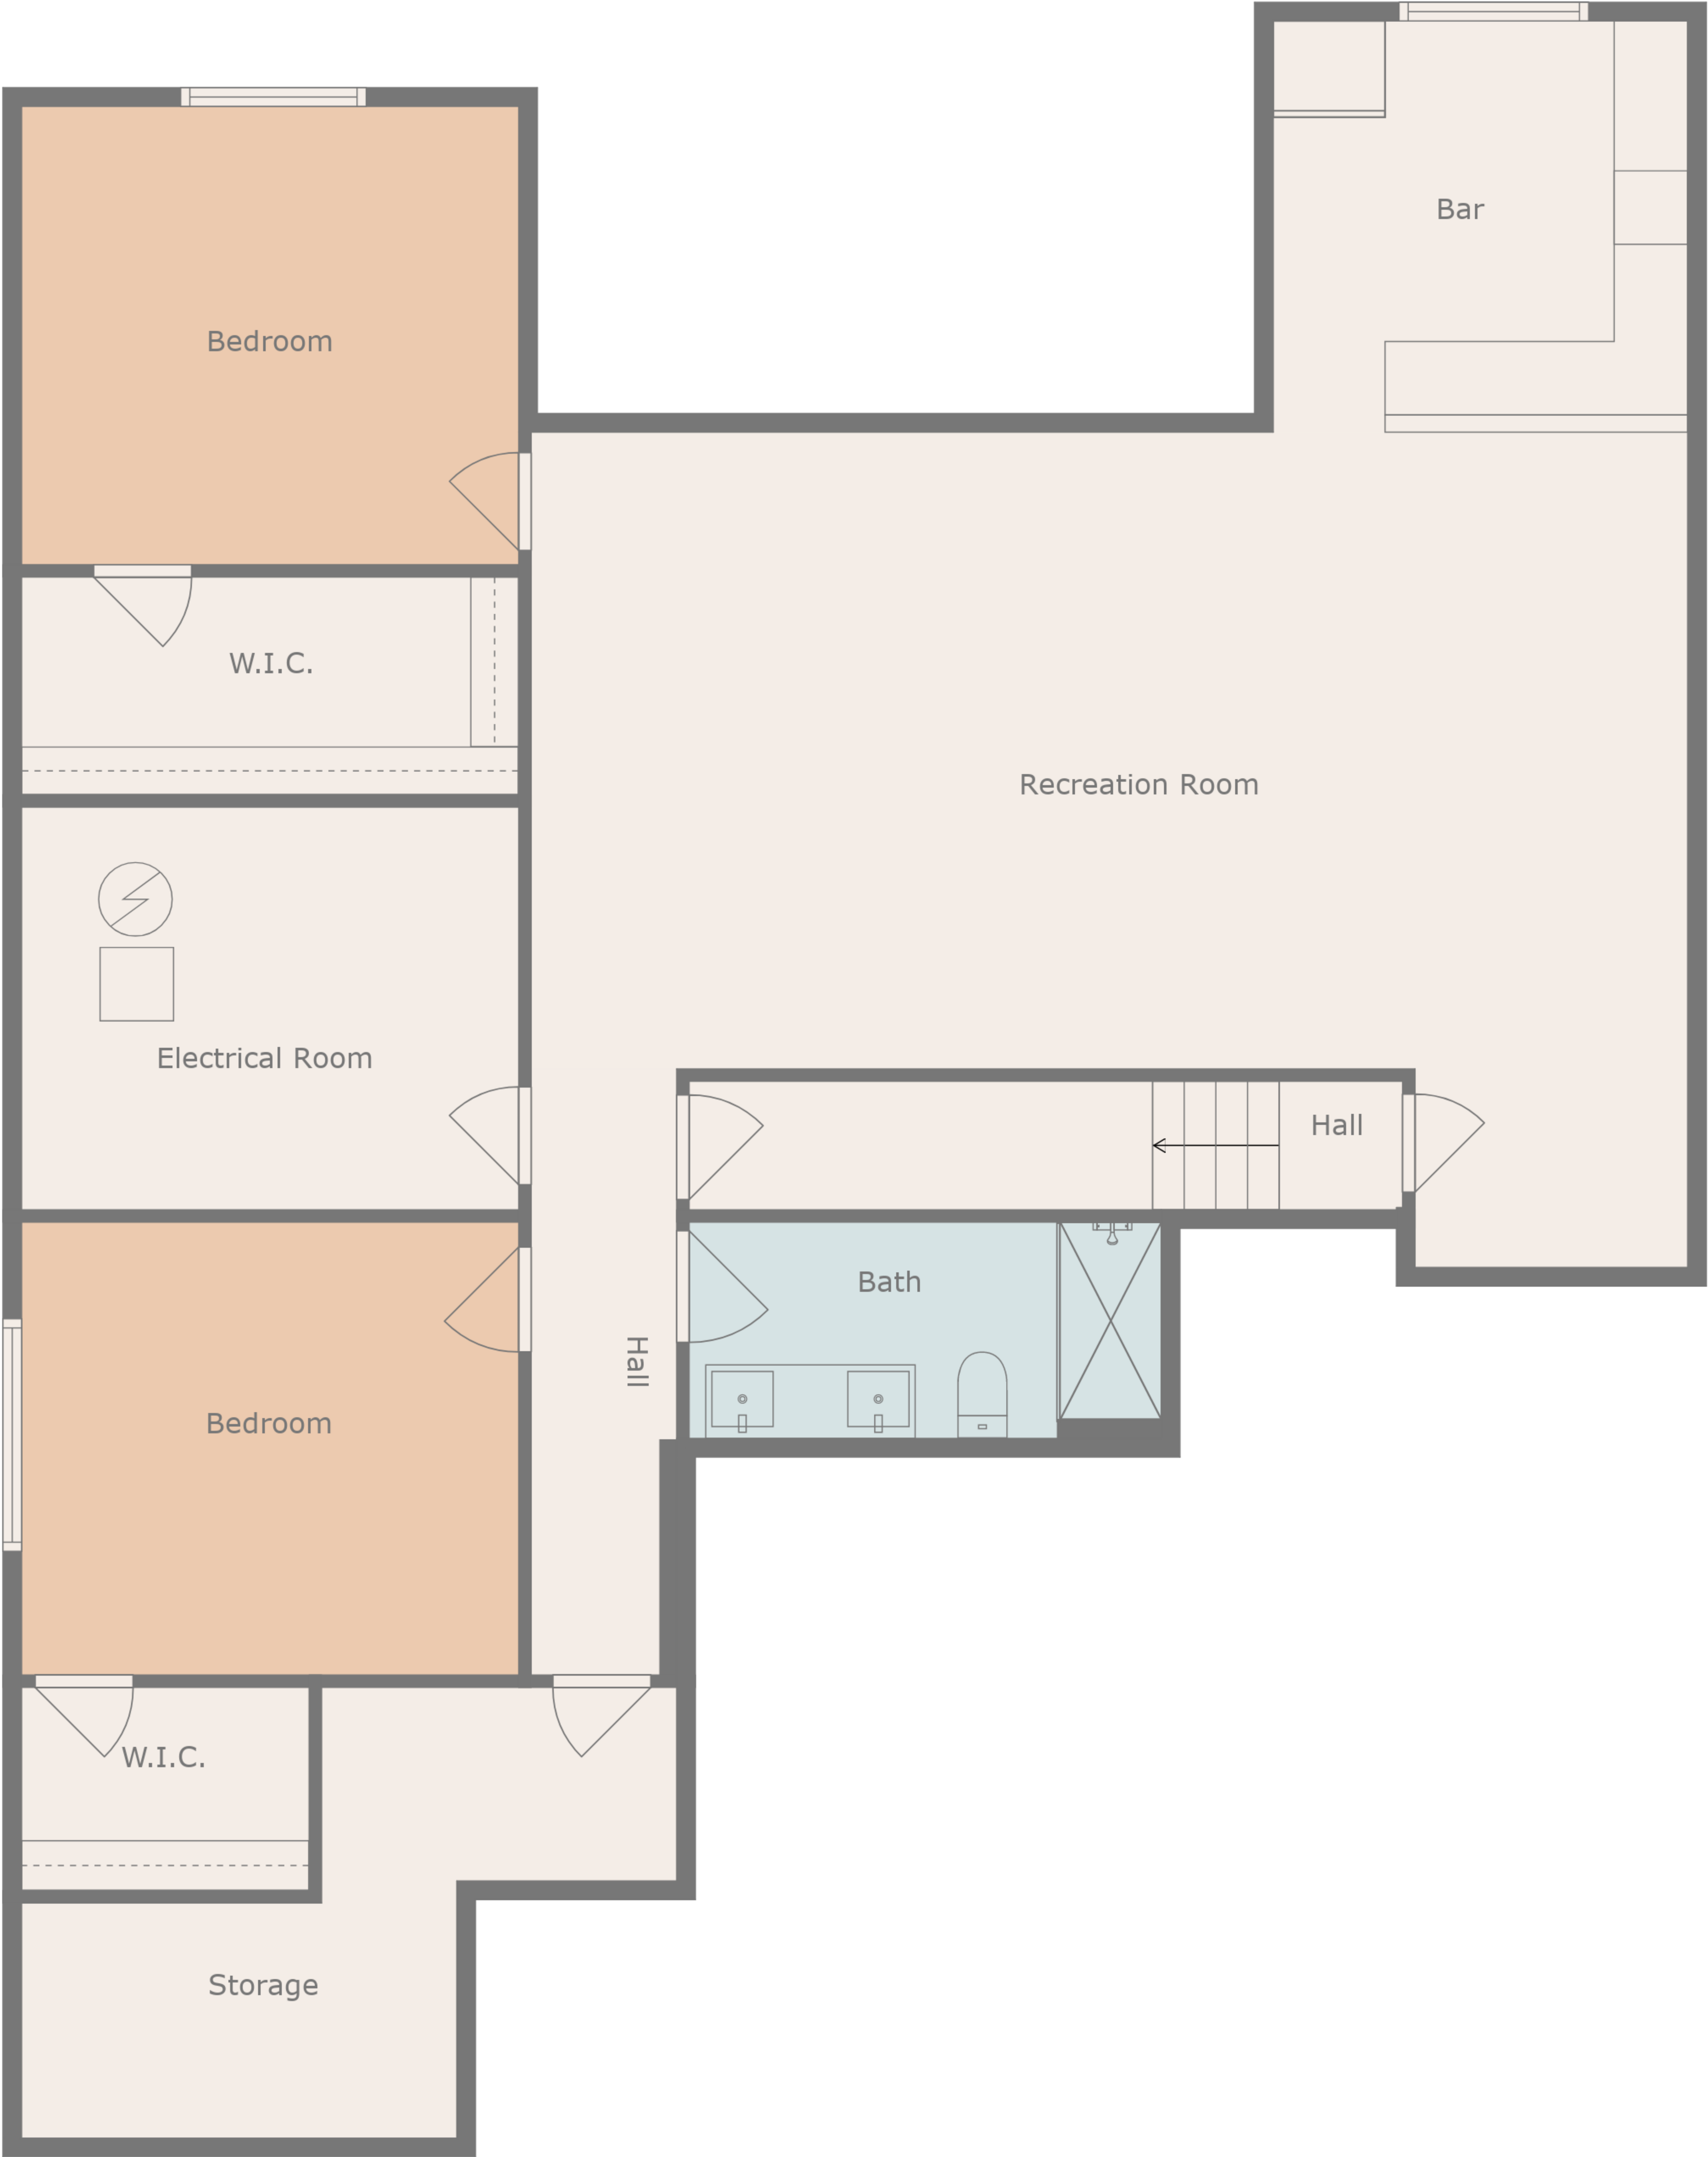 Bar
Bedroom
W.I.C.
Recreation Room
Electrical Room
Hall
Bath
Hall
Bedroom
W.I.C.
Storage